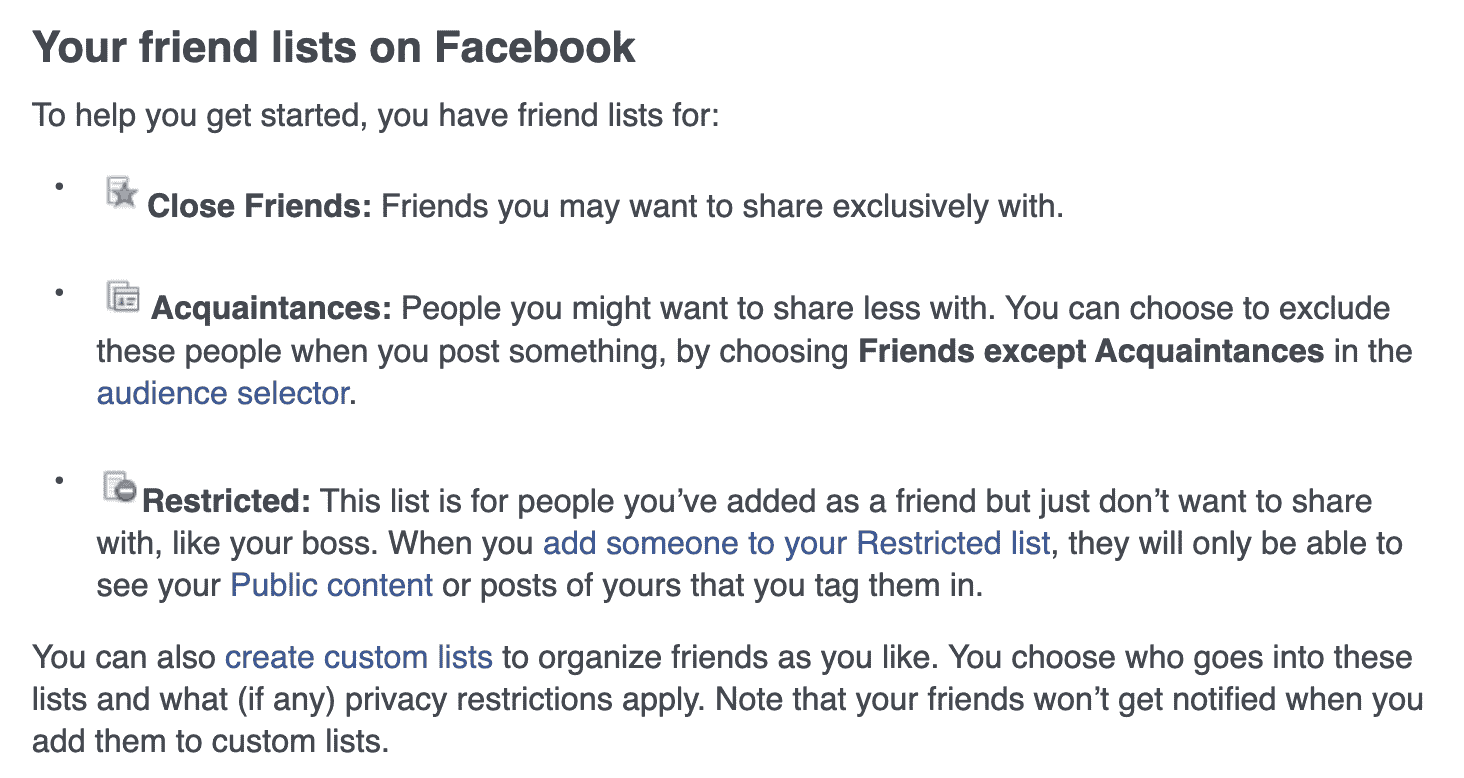 Your friend lists on Facebook
To help you get started, you have friend lists for:
• Close Friends: Friends you may want to share exclusively with.
• Acquaintances: People you might want to share less with. You can choose to exclude
these people when you post something, by choosing Friends except Acquaintances in the
audience selector.
• Restricted: This list is for people you’ve added as a friend but just don’t want to share
with, like your boss. When you add someone to your Restricted list, they will only be able to
see your Public content or posts of yours that you tag them in.
You can also create custom lists to organize friends as you like. You choose who goes into these
lists and what (if any) privacy restrictions apply. Note that your friends won’t get notified when you
add them to custom lists.